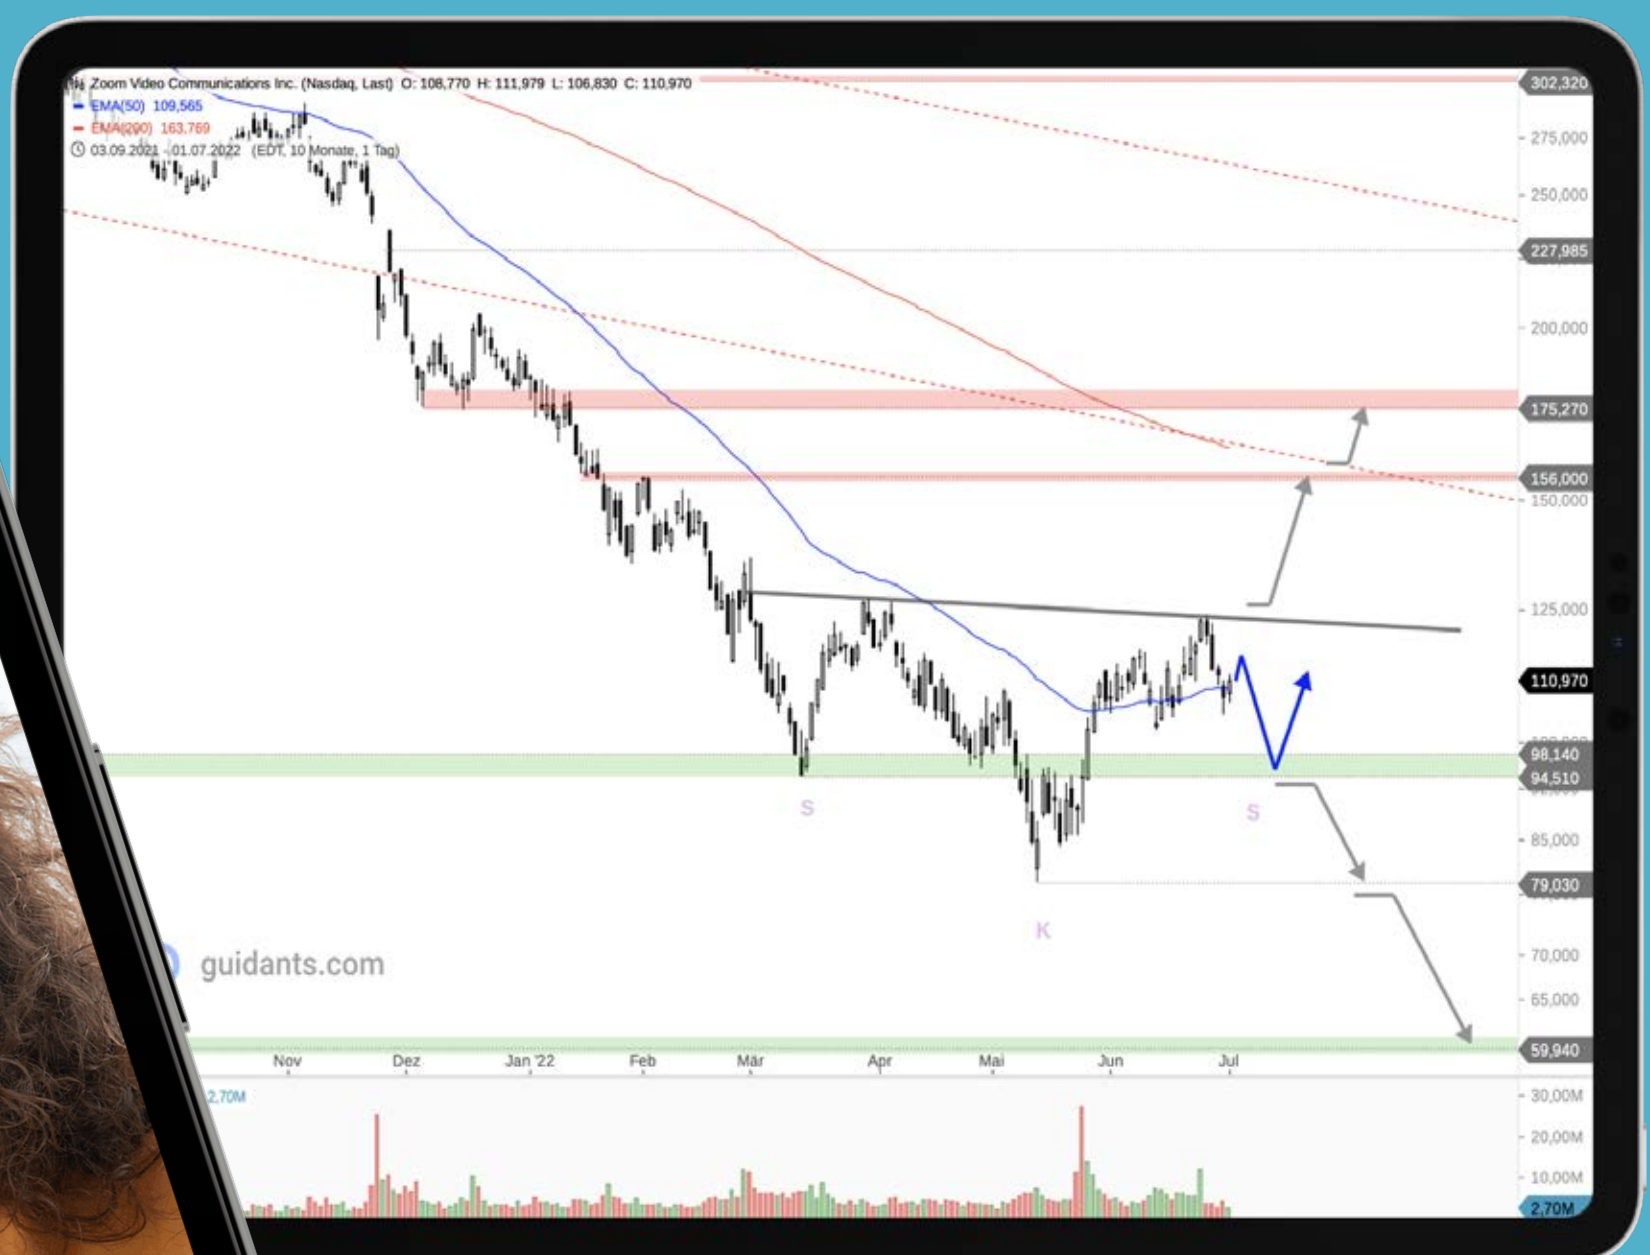 Zoom Video Communications Inc. (Nasdaq, Last) O: 108,770 H: 111,979 L: 106,830 C: 110,970
EMA(50) 109,565
EMA(200) 163,769
03.09.2021 - 01.07.2022 (EDT, 10 Monate, 1 Tag)
302,320
275,000
250,000
227,985
200,000
175,270
156,000
150,000
125,000
110,970
98,140
94,510
85,000
79,030
70,000
65,000
59,940
S
S
K
guidants.com
Nov Dez Jan '22 Feb Mär Apr Mai Jun Jul
2,70M
30,00M
20,00M
10,00M
2,70M